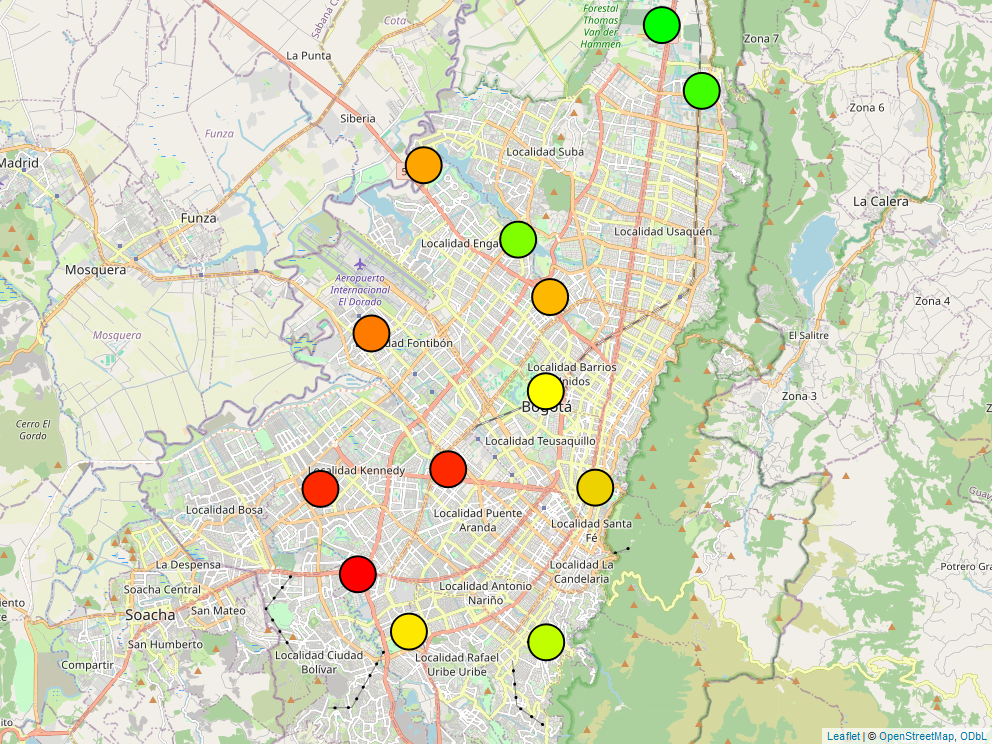 Sabana C
Cota
Forestal
Thomas
Van der
Hammen
Zona 7
La Punta
Zona 6
Siberia
Funza
Localidad Suba
Madrid
La Calera
Funza
Localidad Usaquén
Localidad Enga
Mosquera
Aeropuerto
Internacional
El Dorado
Zona 4
Mosquera
El Salitre
dad Fontibón
Localidad Barrios
nidos
Zona 3
Bogotá
Cerro El
Gordo
Localidad Teusaquillo
Localidad Kennedy
Localidad Bosa
Localidad Puente
Aranda
Localidad Santa
Fé
La Despensa
Localidad La
Candelaria
Potrero Gra
Soacha Central
Localidad Antonio
Nariño
San Mateo
Soacha
San Humberto
Localidad Ciudad
Bolívar
Localidad Rafael
Uribe Uribe
Compartir
Leaflet | © OpenStreetMap, ODbL